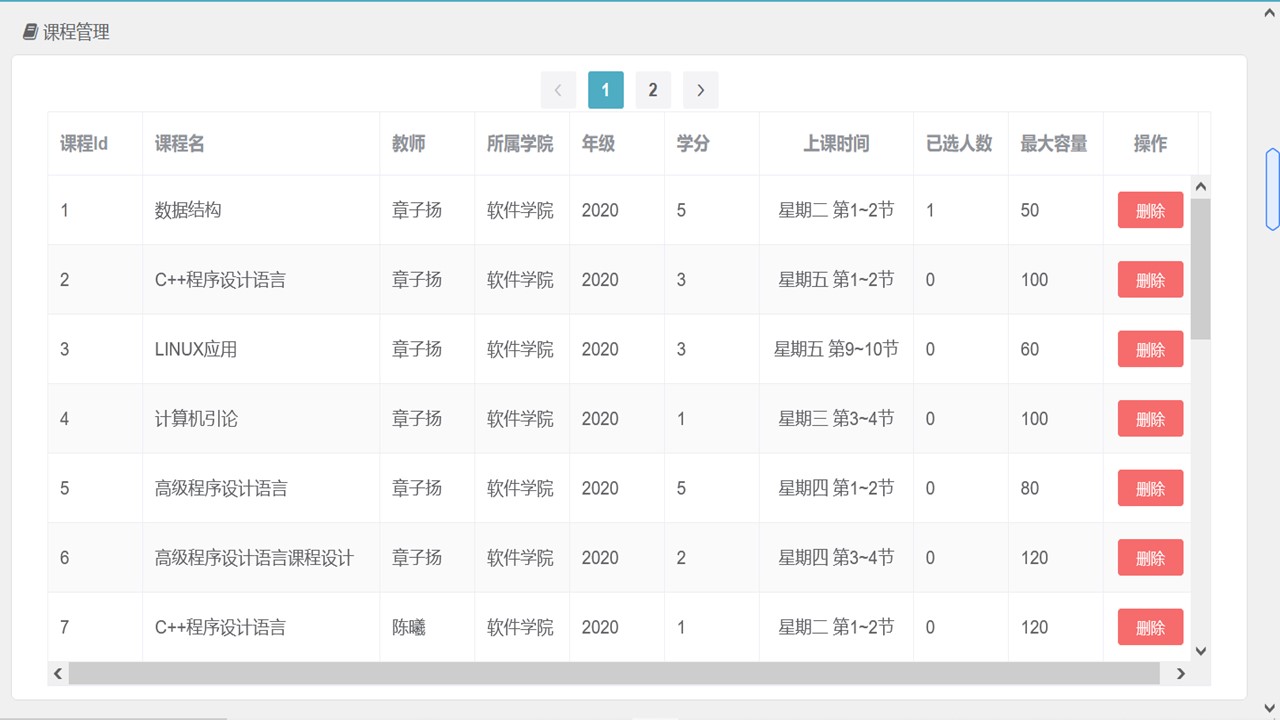 课程管理
1 2
课程Id 课程名 教师 所属学院 年级 学分 上课时间 已选人数 最大容量 操作
1 数据结构 章子扬 软件学院 2020 5 星期二 第1~2节 1 50 删除
2 C++程序设计语言 章子扬 软件学院 2020 3 星期五 第1~2节 0 100 删除
3 LINUX应用 章子扬 软件学院 2020 3 星期五 第9~10节 0 60 删除
4 计算机引论 章子扬 软件学院 2020 1 星期三 第3~4节 0 100 删除
5 高级程序设计语言 章子扬 软件学院 2020 5 星期四 第1~2节 0 80 删除
6 高级程序设计语言课程设计 章子扬 软件学院 2020 2 星期四 第3~4节 0 120 删除
7 C++程序设计语言 陈曦 软件学院 2020 1 星期二 第1~2节 0 120 删除